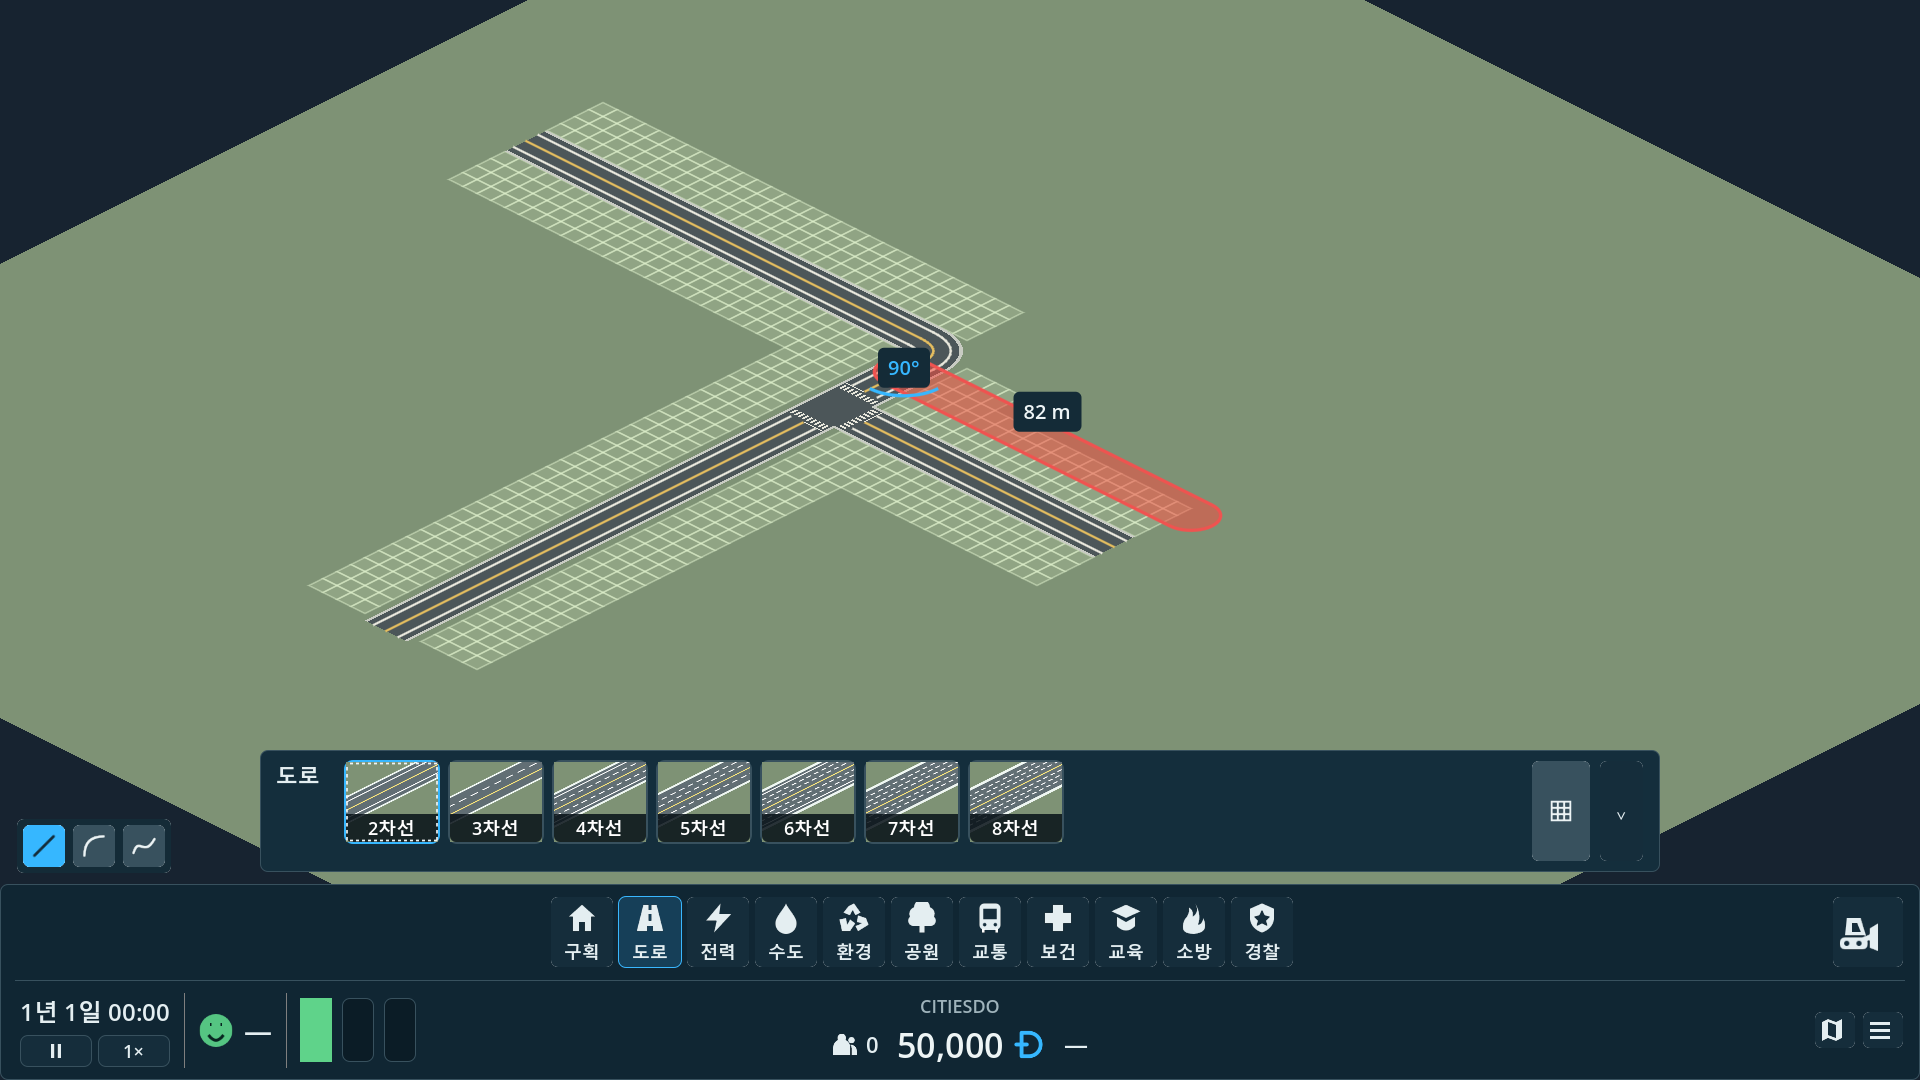 90°
82 m
도로
2차선
3차선
4차선
5차선
6차선
7차선
8차선
구획
도로
전력
수도
환경
공원
교통
보건
교육
소방
경찰
1년 1일 00:00
1×
—
CITIESDO
0
50,000
—